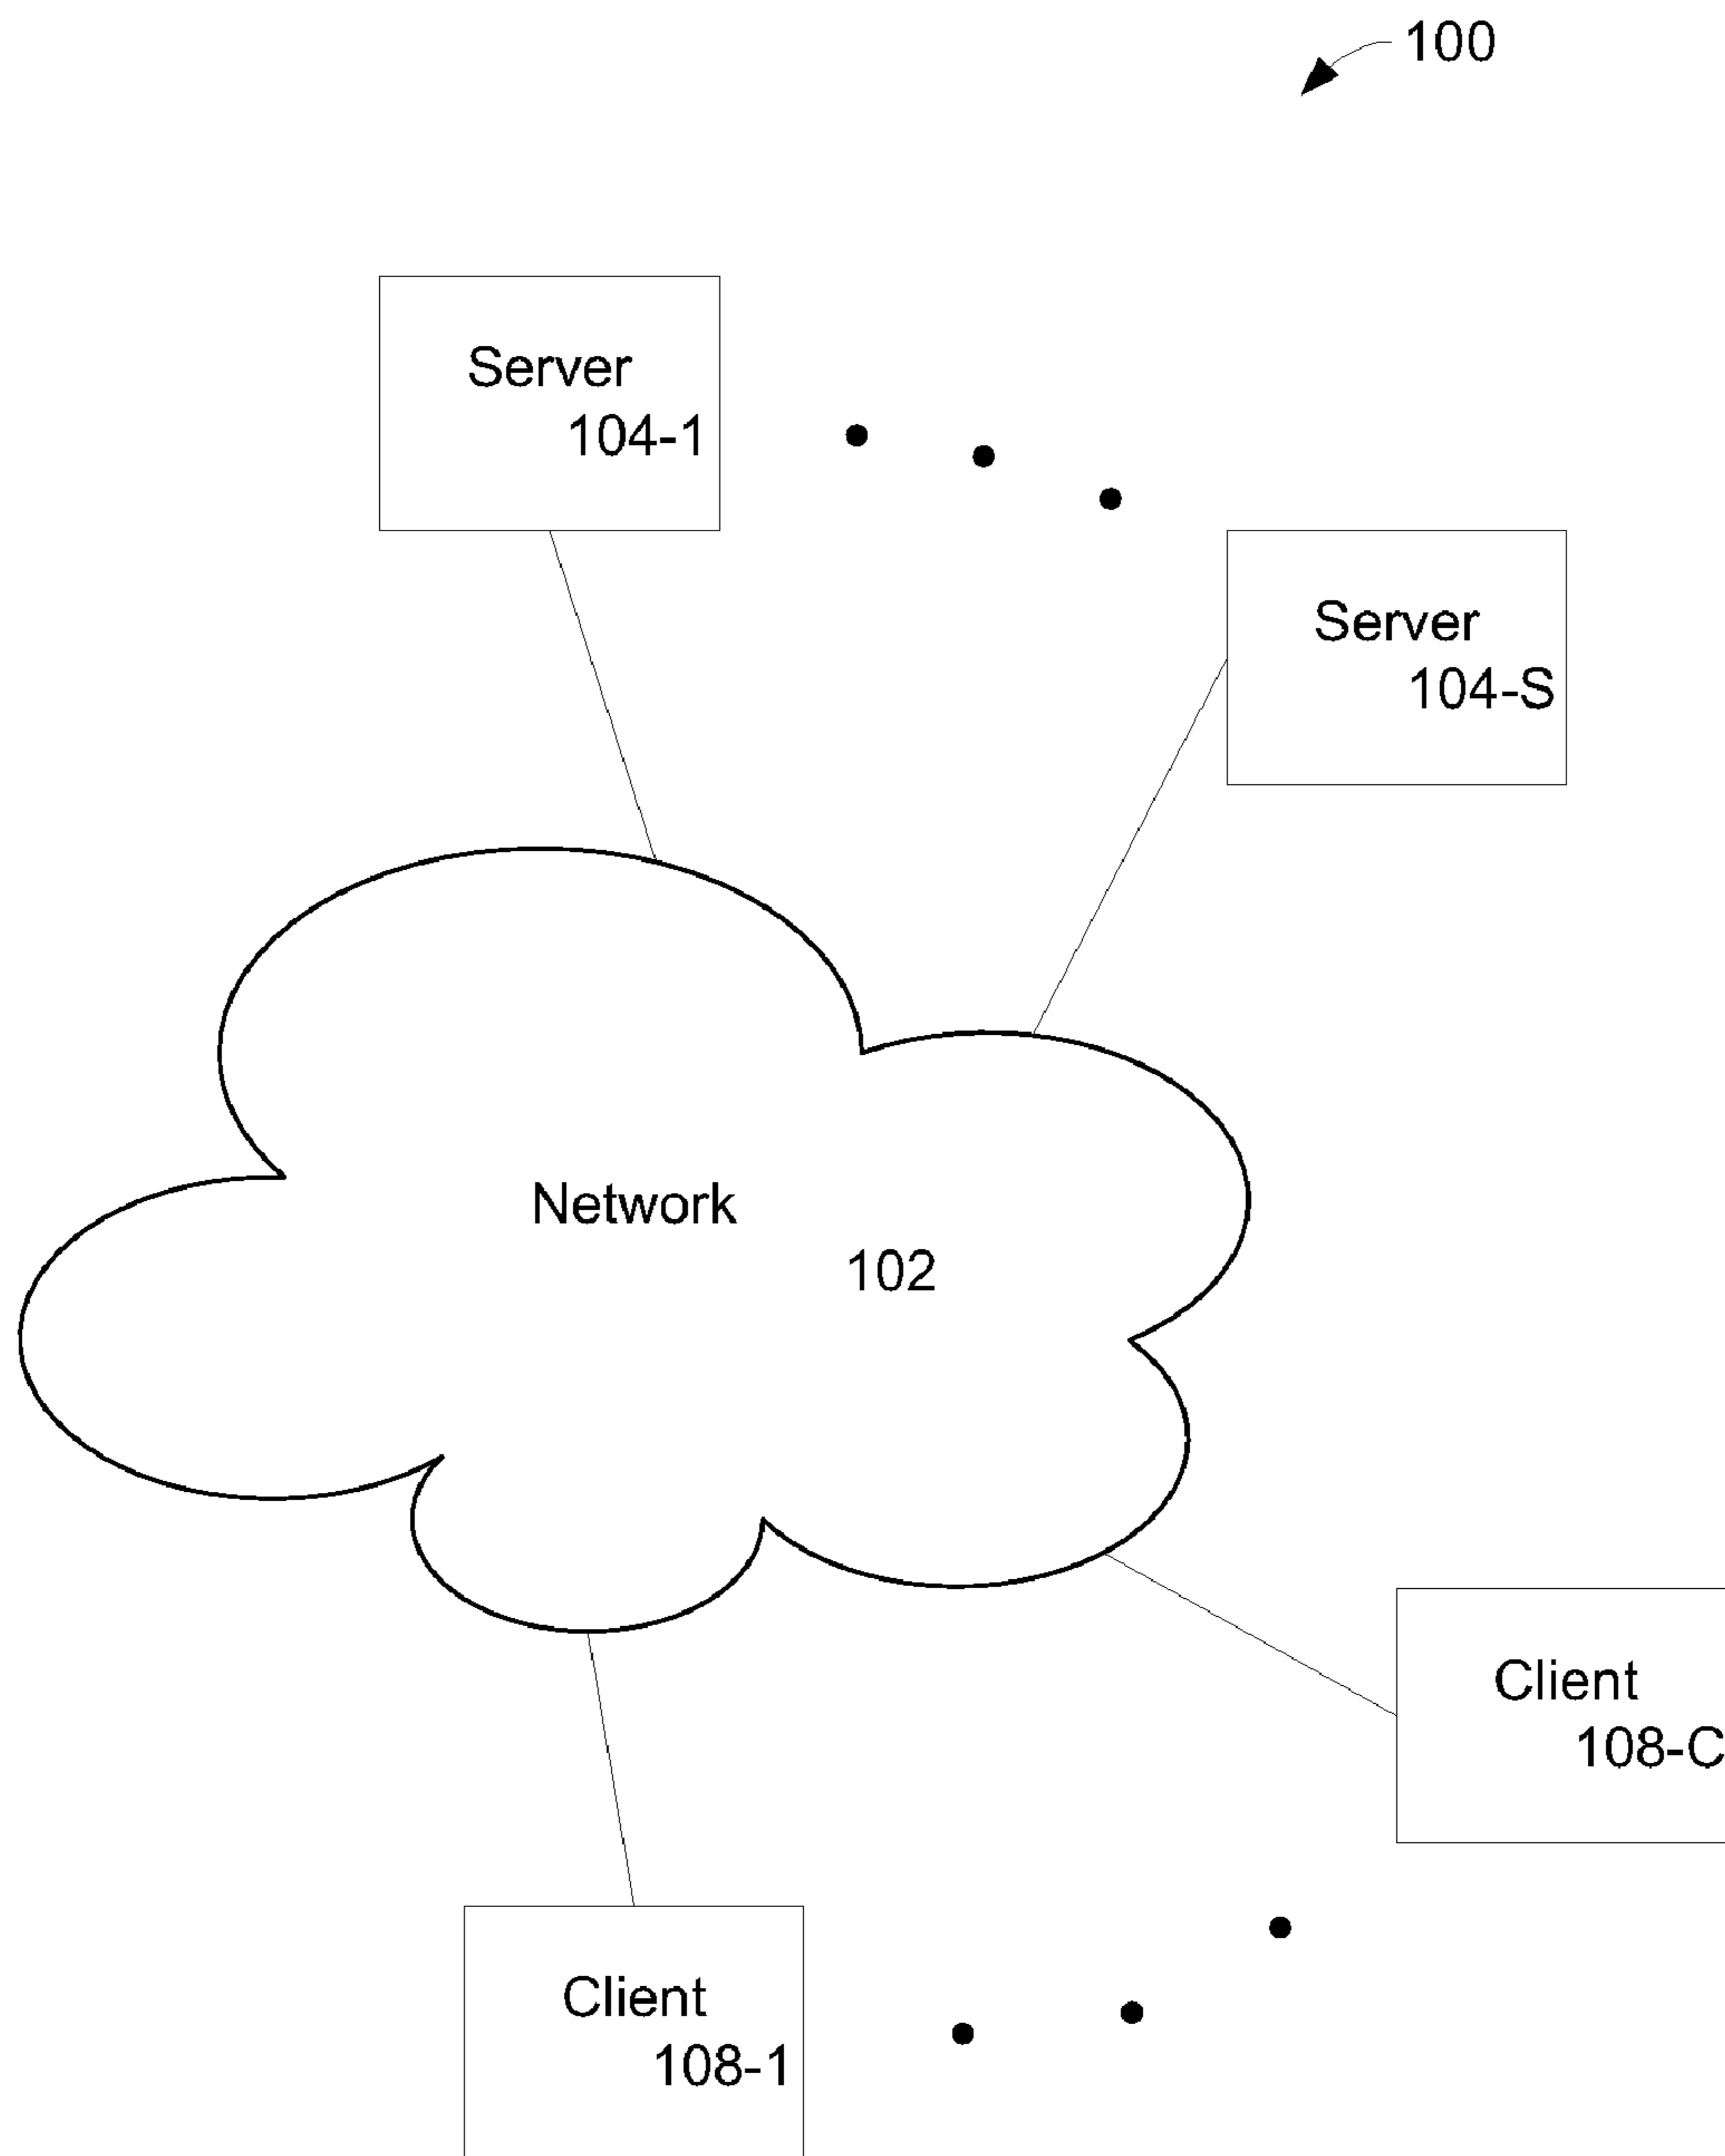 100
Server
104-1
Server
104-S
Network
102
Client
108-C
Client
108-1